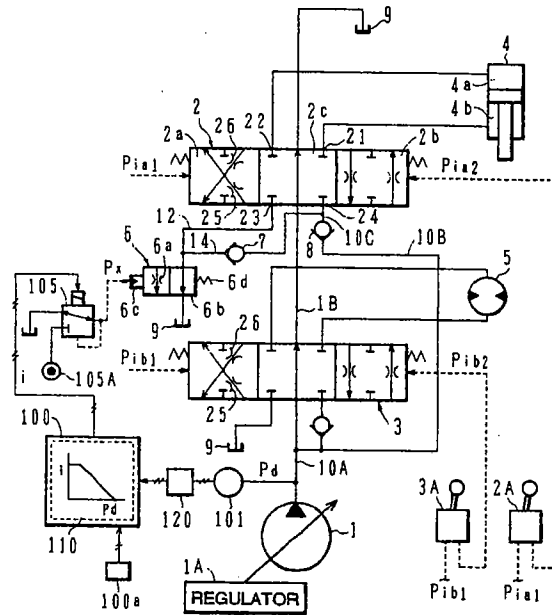 9
4
4a
4b
2
22
2c
21
2a
26
2b
Pia1
Pia2
25
23
24
12
10C
10B
6
6a
14
7
8
5
105
Px
6d
6c
6b
1B
9
Pib1
26
Pib2
105A
25
i
9
3
100
10A
3A
2A
i
Pd
Pd
110
120
101
1
1A
Pib1
Pia1
100a
REGULATOR